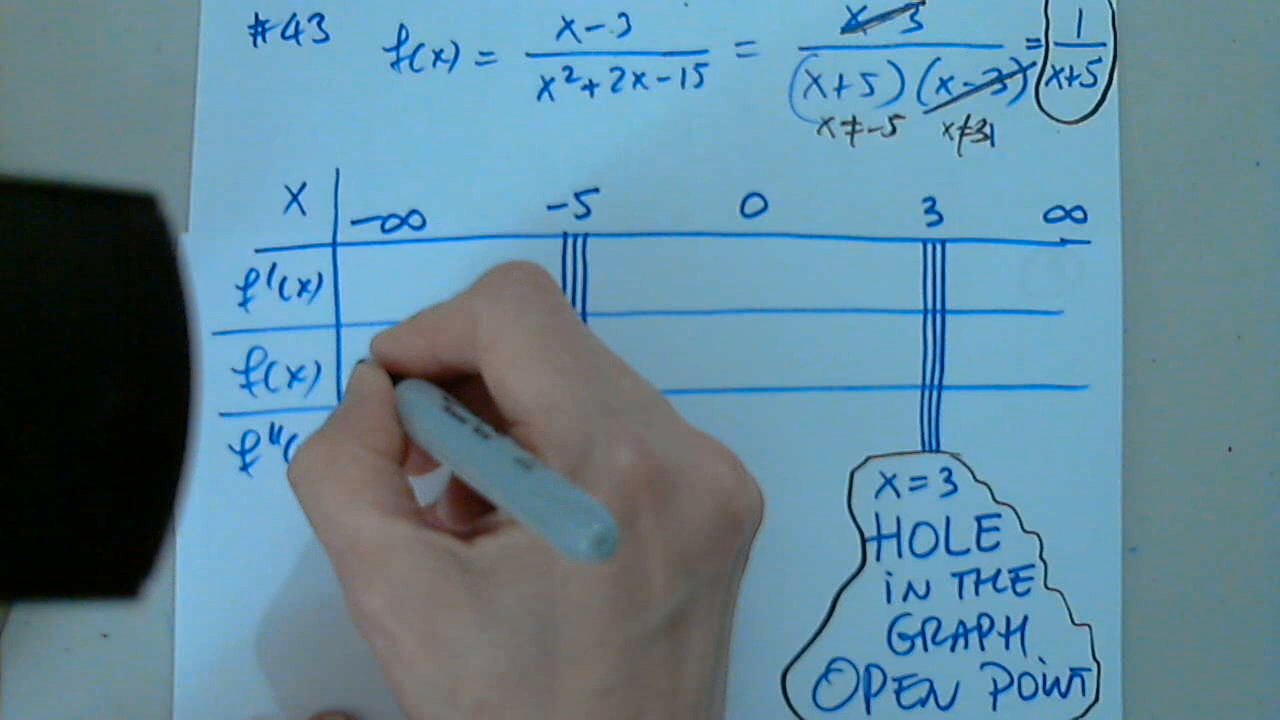 #43 f(x) = x-3 / x²+2x-15 = x-3 / (x+5)(x-3) = 1 / x+5
x≠-5 x≠3
x -∞ -5 0 3 ∞
f'(x)
f(x)
f"(
x=3
HOLE
iN THE
GRAPH
OPEN POiNT